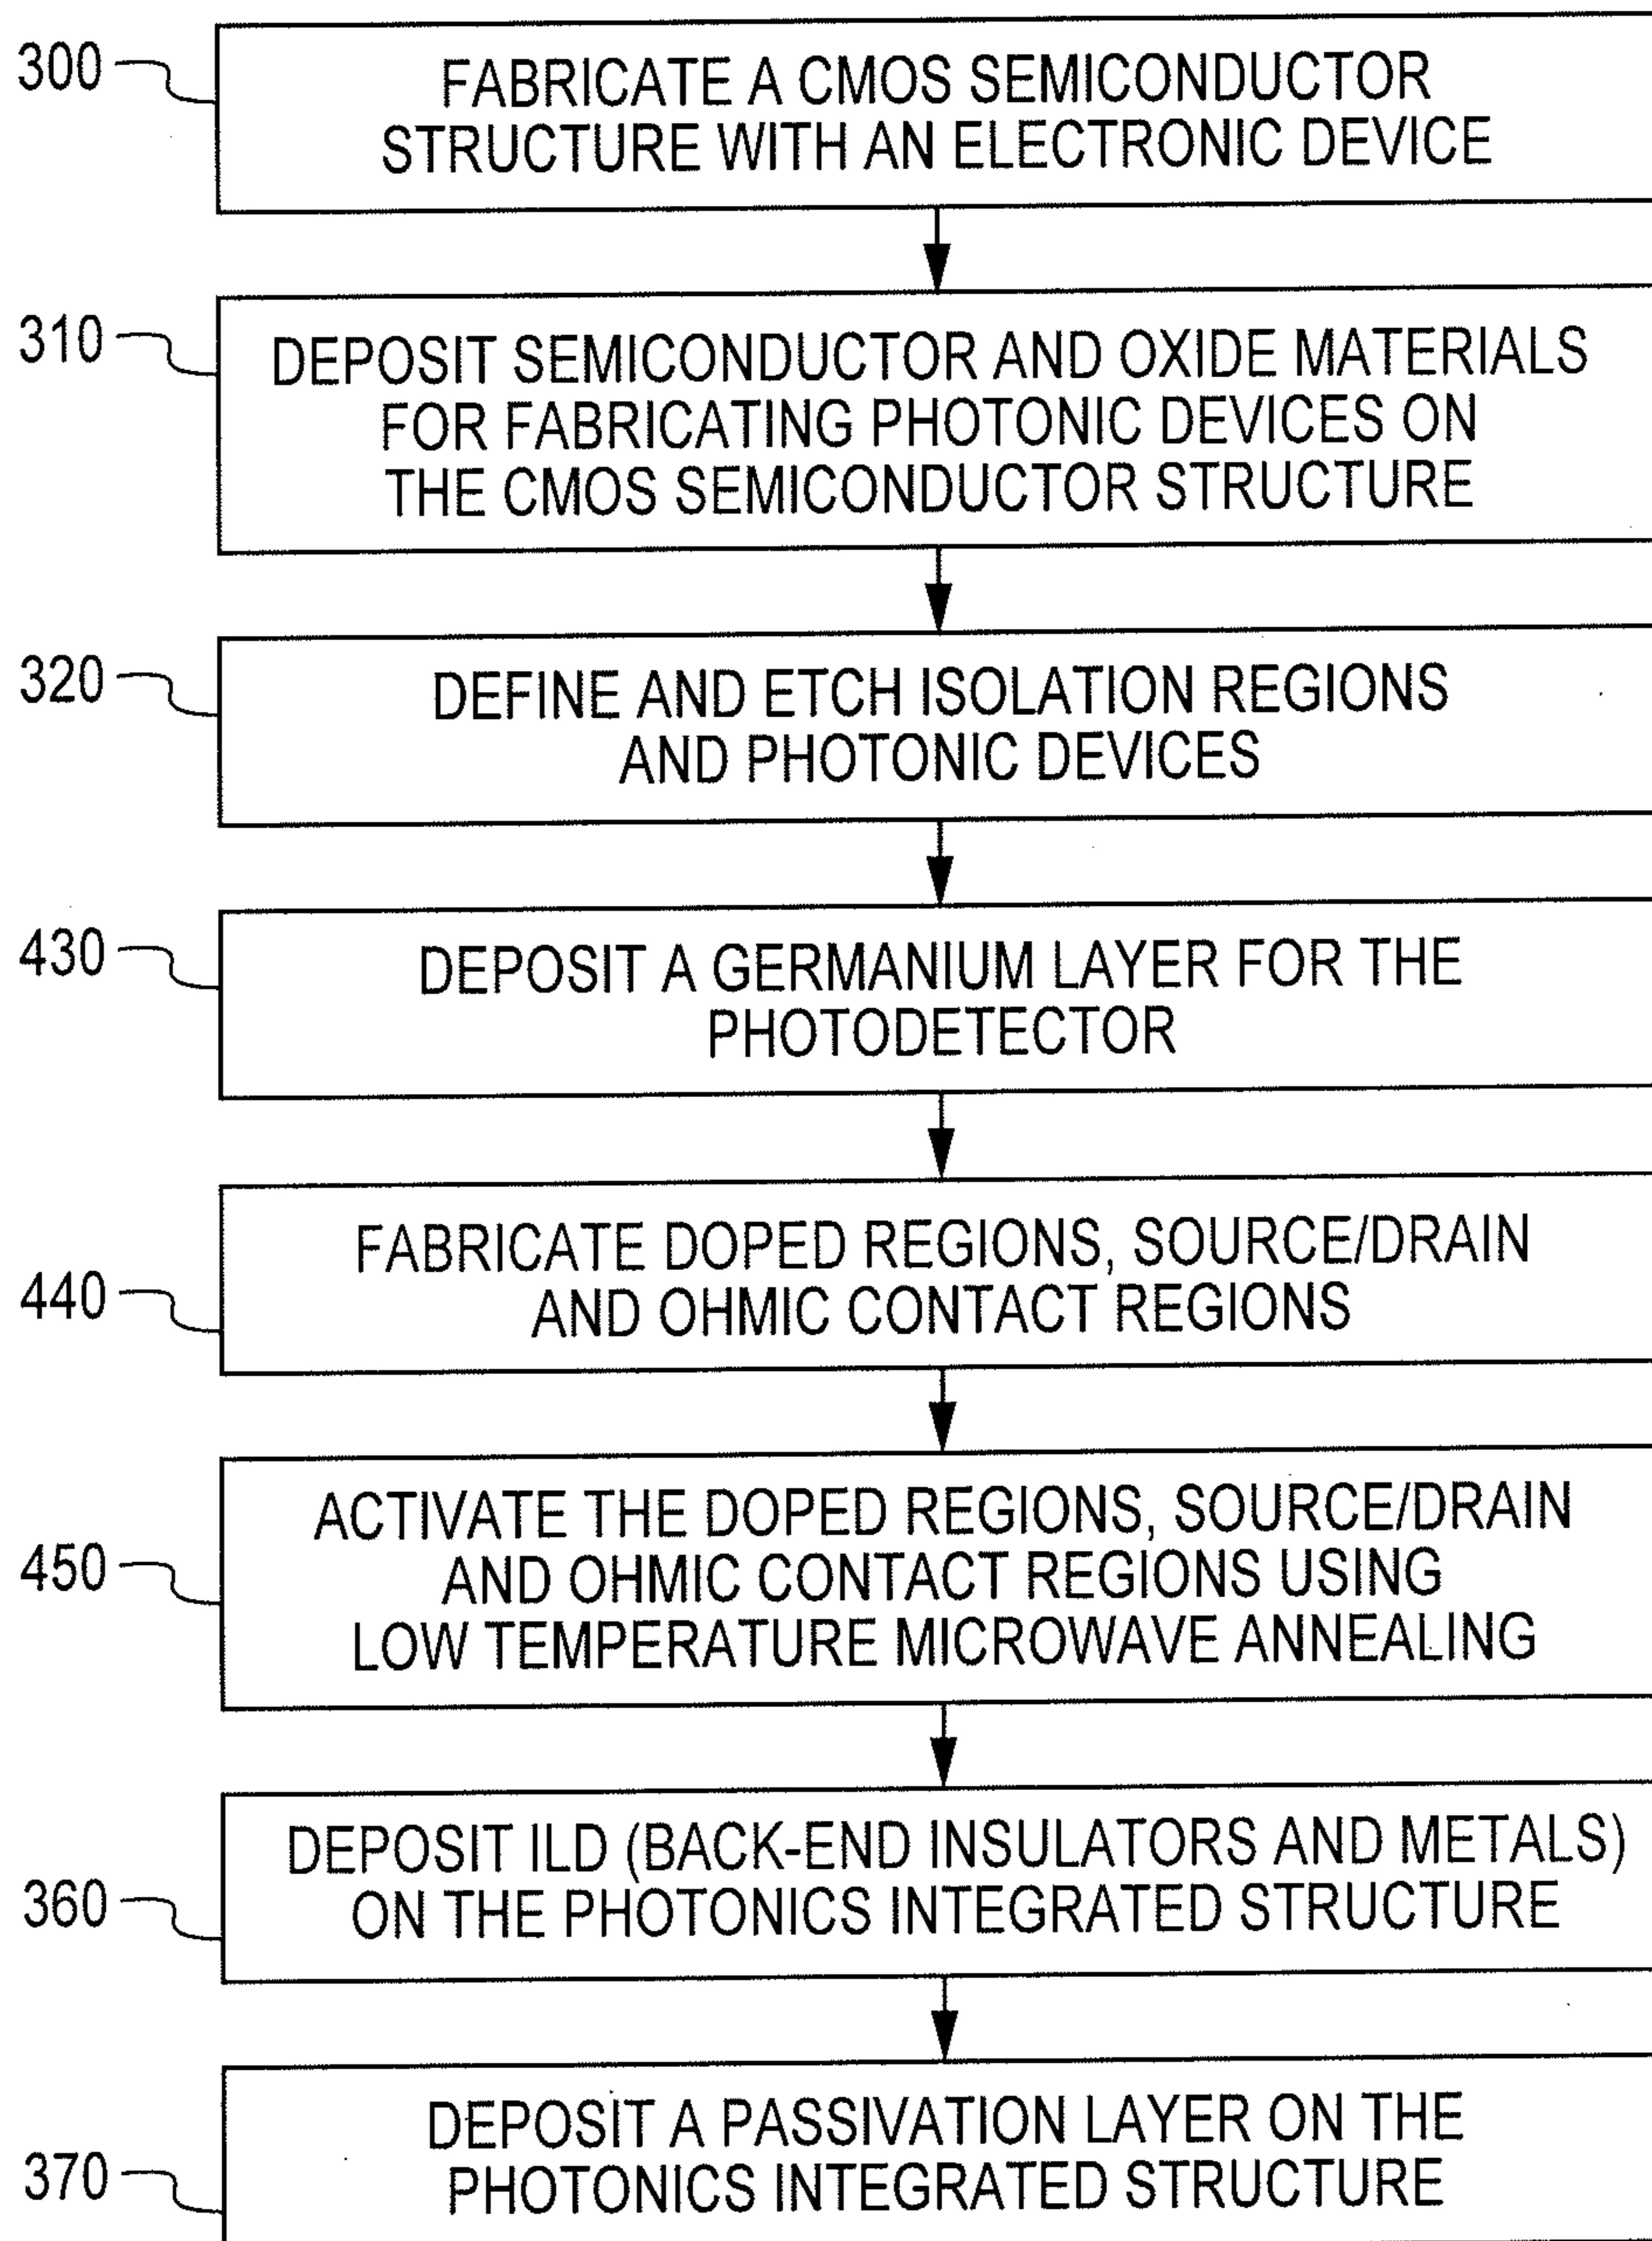 300
FABRICATE A CMOS SEMICONDUCTOR
STRUCTURE WITH AN ELECTRONIC DEVICE
310
DEPOSIT SEMICONDUCTOR AND OXIDE MATERIALS
FOR FABRICATING PHOTONIC DEVICES ON
THE CMOS SEMICONDUCTOR STRUCTURE
320
DEFINE AND ETCH ISOLATION REGIONS
AND PHOTONIC DEVICES
430
DEPOSIT A GERMANIUM LAYER FOR THE
PHOTODETECTOR
440
FABRICATE DOPED REGIONS, SOURCE/DRAIN
AND OHMIC CONTACT REGIONS
450
ACTIVATE THE DOPED REGIONS, SOURCE/DRAIN
AND OHMIC CONTACT REGIONS USING
LOW TEMPERATURE MICROWAVE ANNEALING
360
DEPOSIT ILD (BACK-END INSULATORS AND METALS)
ON THE PHOTONICS INTEGRATED STRUCTURE
370
DEPOSIT A PASSIVATION LAYER ON THE
PHOTONICS INTEGRATED STRUCTURE